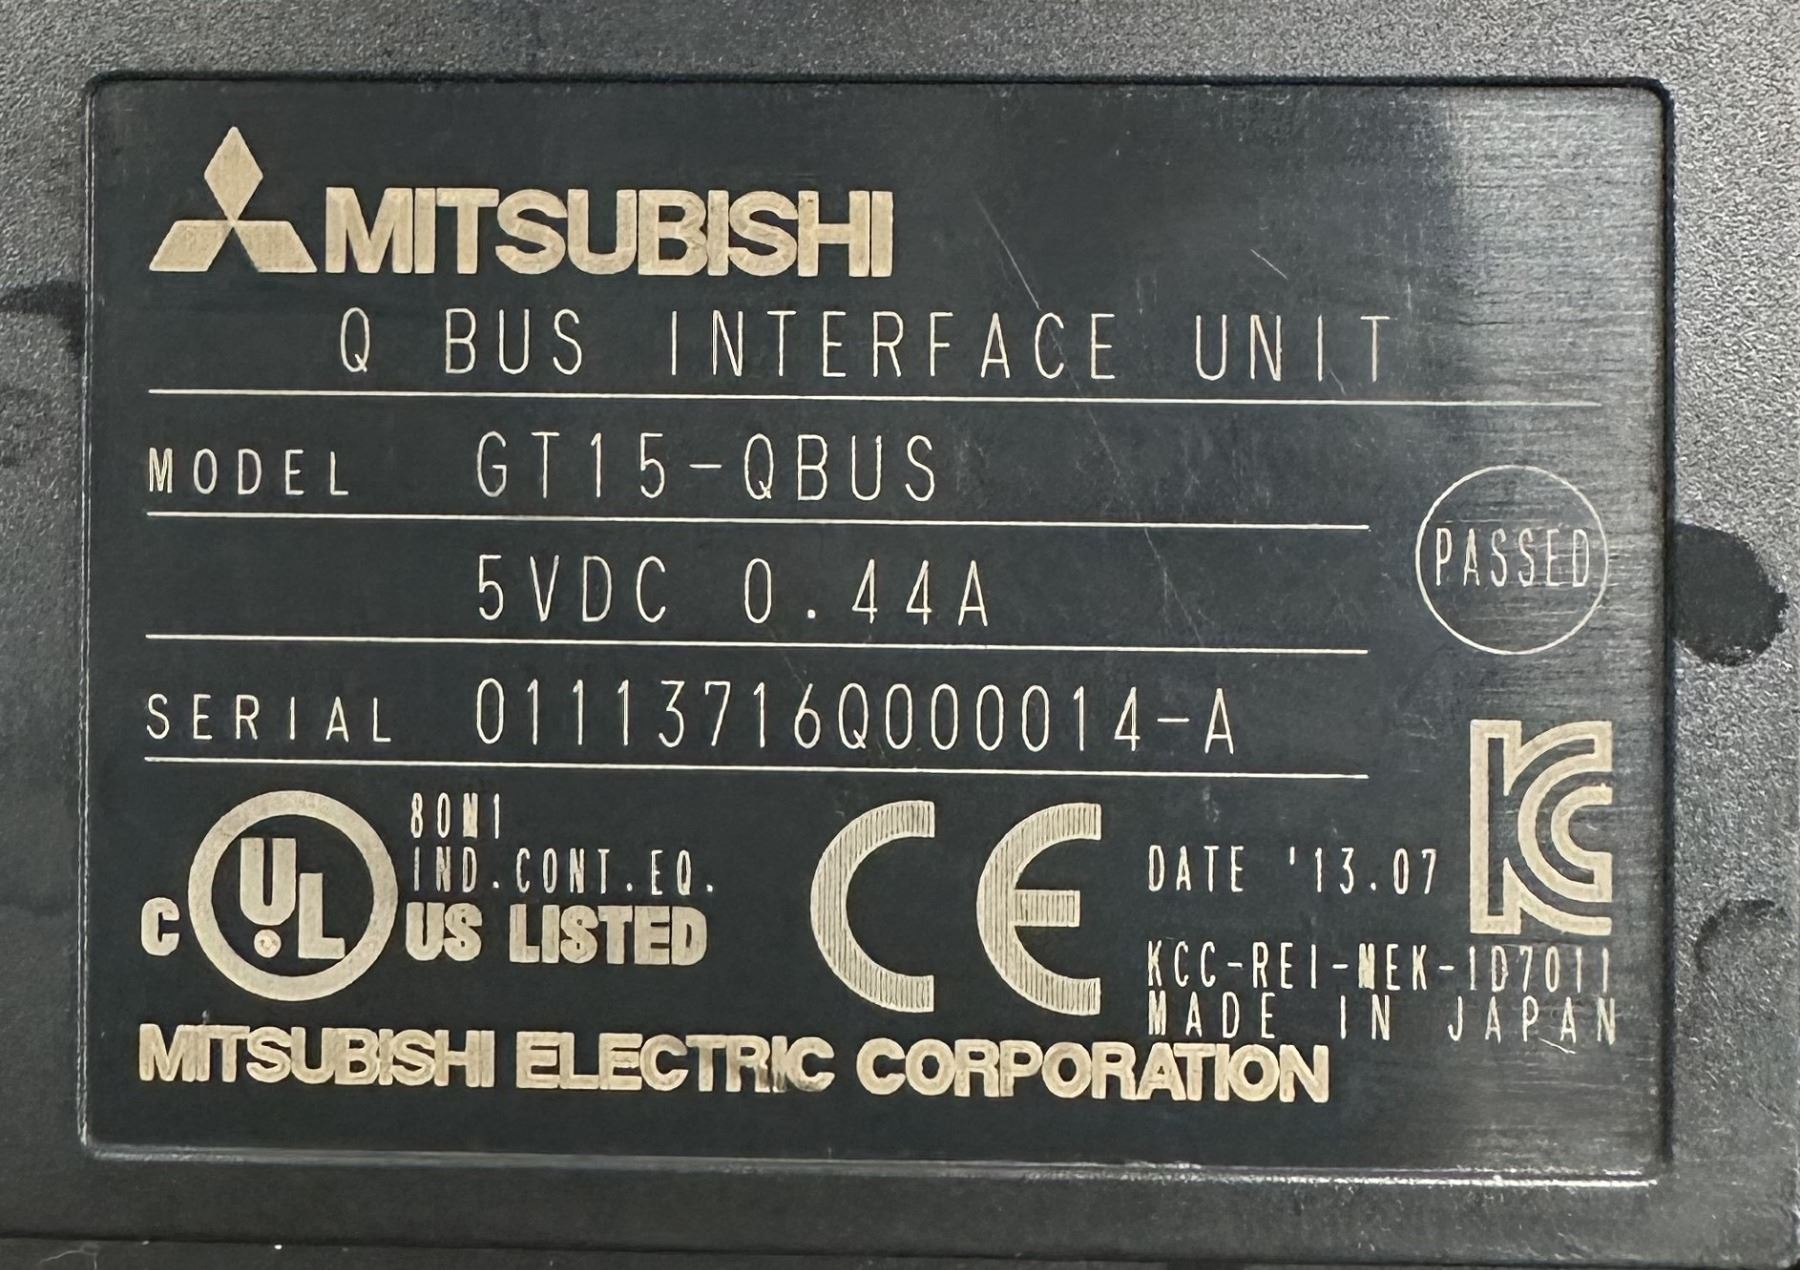 MITSUBISHI
Q BUS INTERFACE UNIT
MODEL GT15-QBUS
5VDC 0.44A
PASSED
SERIAL 01113716Q000014-A
80M1
IND.CONT.EQ.
C UL US LISTED
CE
DATE '13.07
KC
KCC-REI-MEK-1D7011
MADE IN JAPAN
MITSUBISHI ELECTRIC CORPORATION